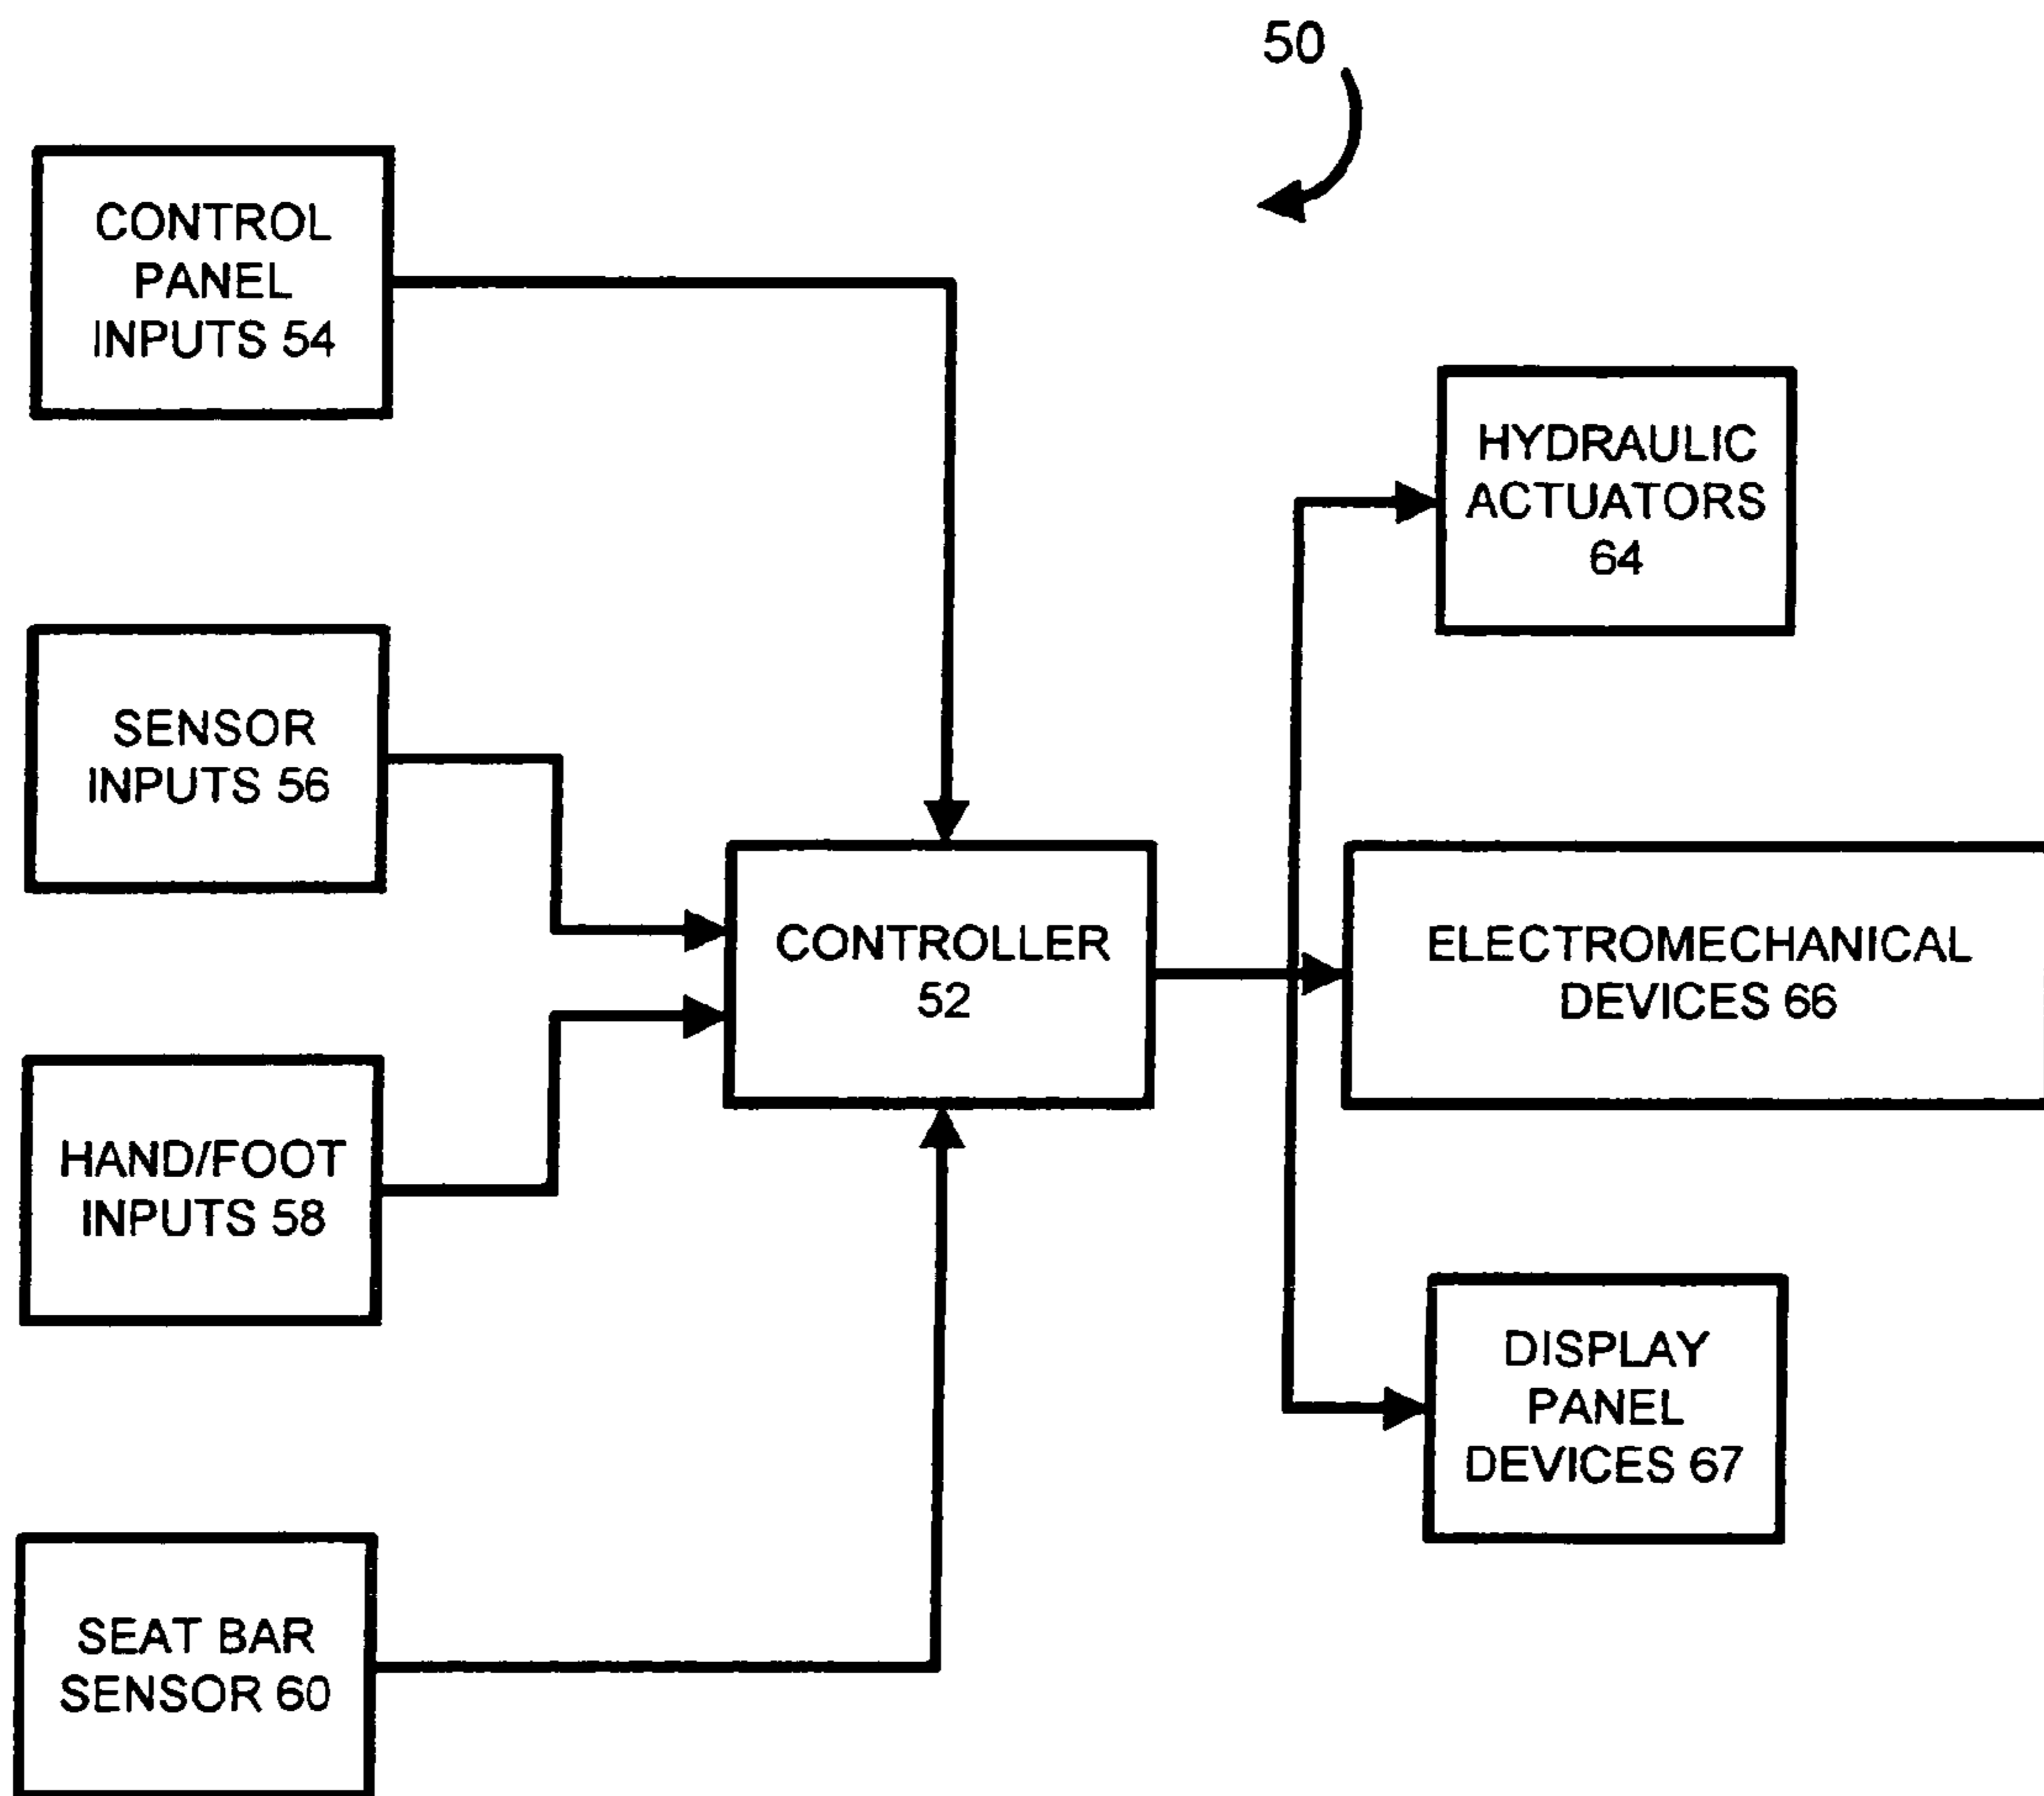 50
CONTROL
PANEL
INPUTS 54
HYDRAULIC
ACTUATORS
64
SENSOR
INPUTS 56
CONTROLLER
52
ELECTROMECHANICAL
DEVICES 66
HAND/FOOT
INPUTS 58
DISPLAY
PANEL
DEVICES 67
SEAT BAR
SENSOR 60